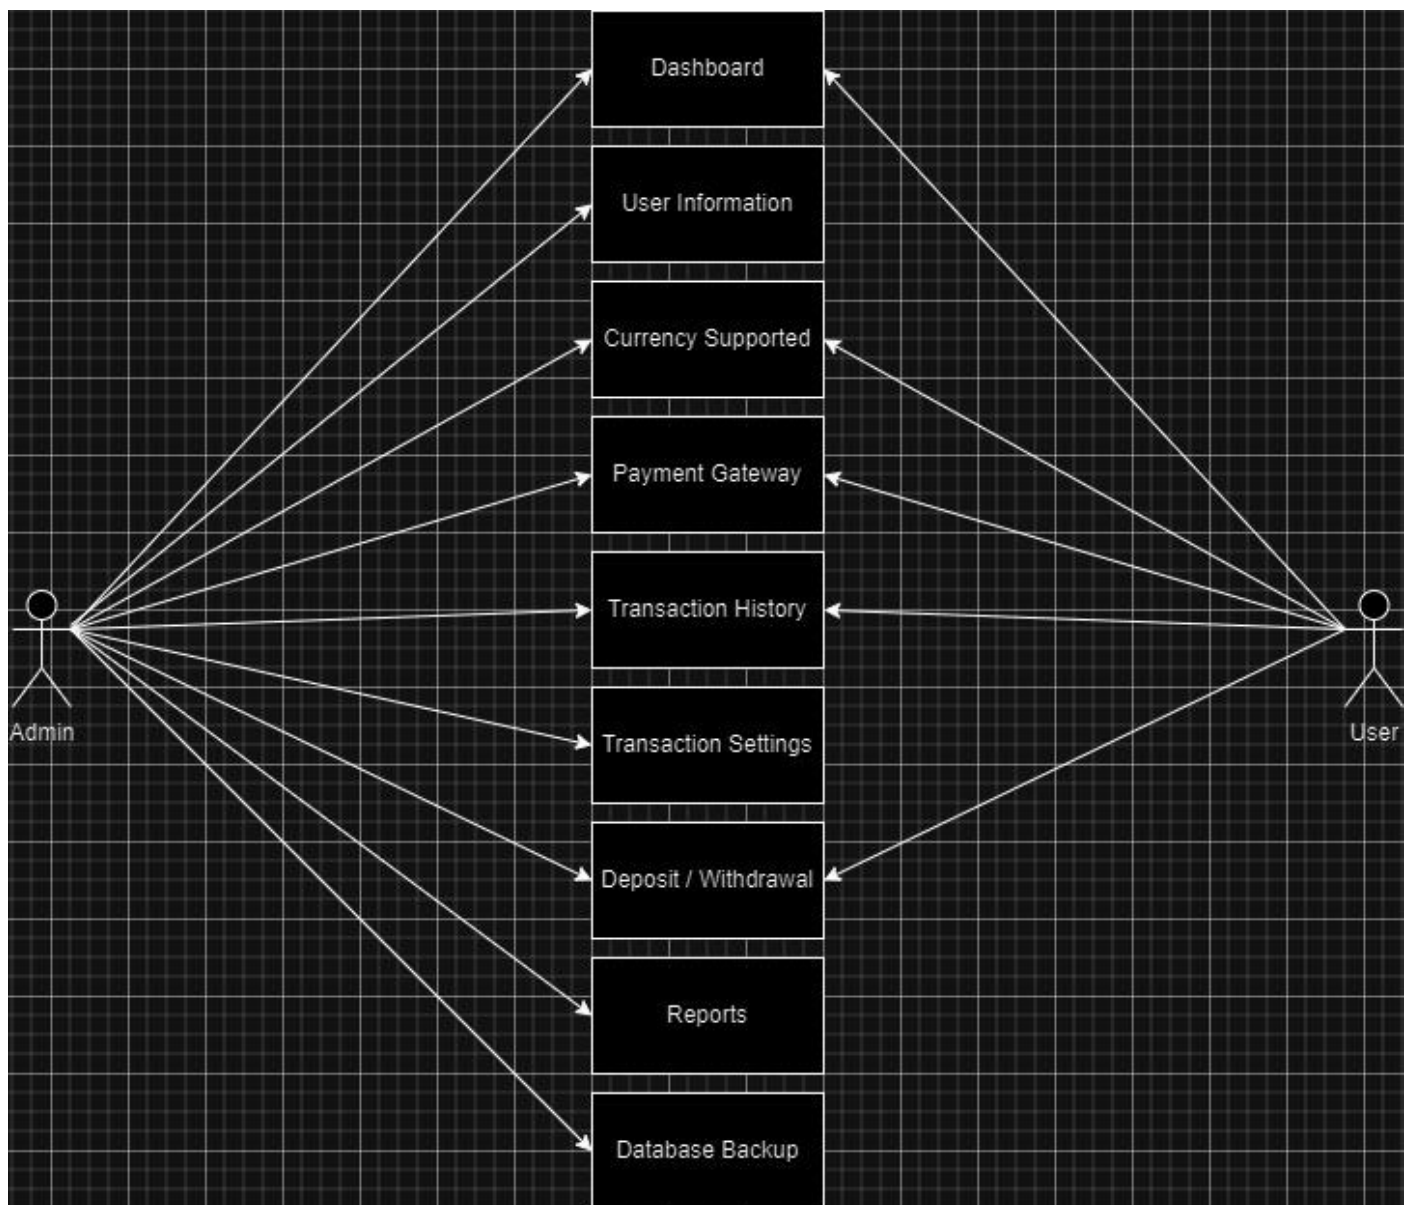 Dashboard
User Information
Currency Supported
Payment Gateway
Transaction History
Admin
User
Transaction Settings
Deposit / Withdrawal
Reports
Database Backup